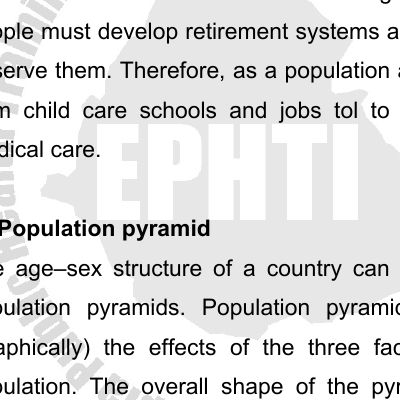 ople must develop retirement systems a
serve them. Therefore, as a population a
m child care schools and jobs tol to
dical care.
EPHTI
Population pyramid
e age–sex structure of a country can
pulation pyramids. Population pyramid
aphically) the effects of the three fac
pulation. The overall shape of the pyr